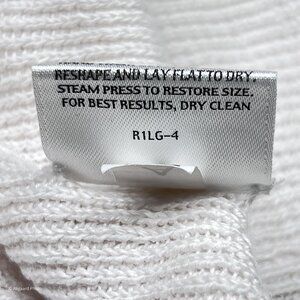 RESHAPE AND LAY FLAT TO DRY.
STEAM PRESS TO RESTORE SIZE.
FOR BEST RESULTS, DRY CLEAN
R1LG-4